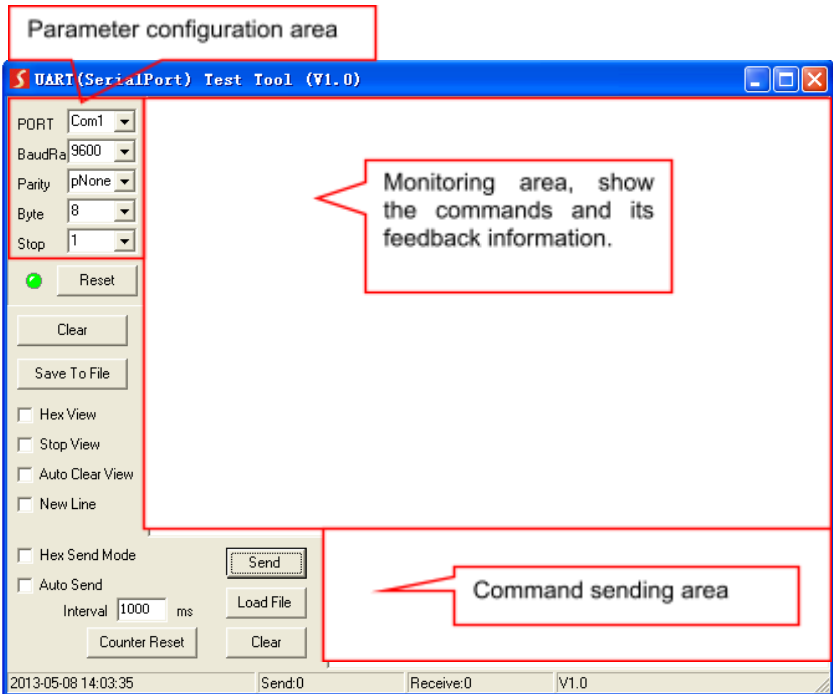 Parameter configuration area
UART(SerialPort) Test Tool (V1.0)
PORT Com1
BaudRa 9600
Parity pNone
Byte 8
Stop 1
Reset
Clear
Save To File
Hex View
Stop View
Auto Clear View
New Line
Monitoring area, show
the commands and its
feedback information.
Hex Send Mode
Send
Auto Send
Interval 1000 ms
Load File
Counter Reset
Clear
Command sending area
2013-05-08 14:03:35 Send:0 Receive:0 V1.0